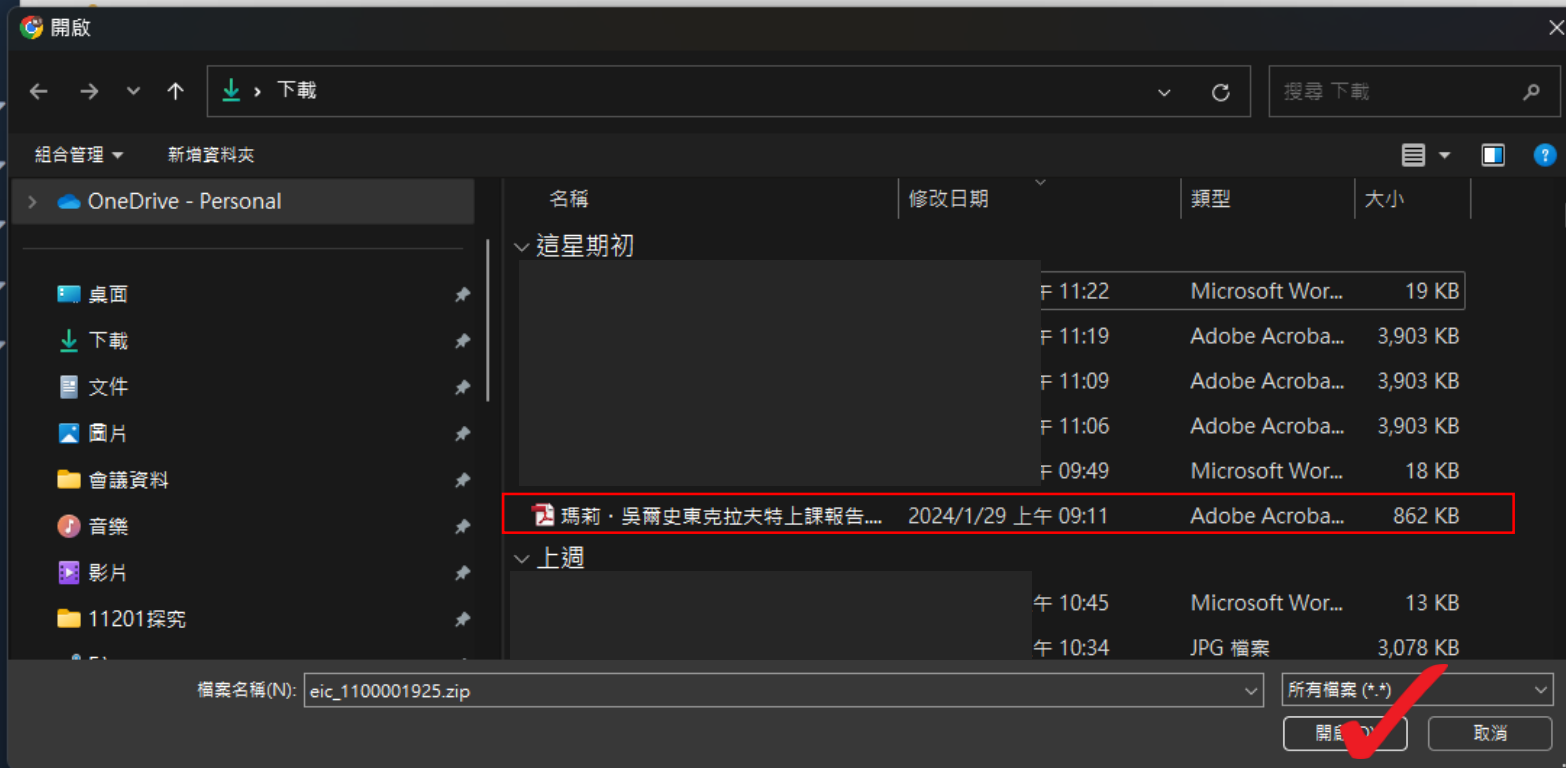 開啟
下載
搜尋 下載
組合管理 新增資料夾
OneDrive - Personal
名稱 修改日期 類型 大小
這星期初
桌面
下載
文件
圖片
會議資料
音樂
影片
11201探究
11:22 Microsoft Wor... 19 KB
11:19 Adobe Acroba... 3,903 KB
11:09 Adobe Acroba... 3,903 KB
11:06 Adobe Acroba... 3,903 KB
09:49 Microsoft Wor... 18 KB
瑪莉・吳爾史東克拉夫特上課報告.... 2024/1/29 上午 09:11 Adobe Acroba... 862 KB
上週
午 10:45 Microsoft Wor... 13 KB
午 10:34 JPG 檔案 3,078 KB
檔案名稱(N): eic_1100001925.zip 所有檔案 (*.*)
開啟 取消